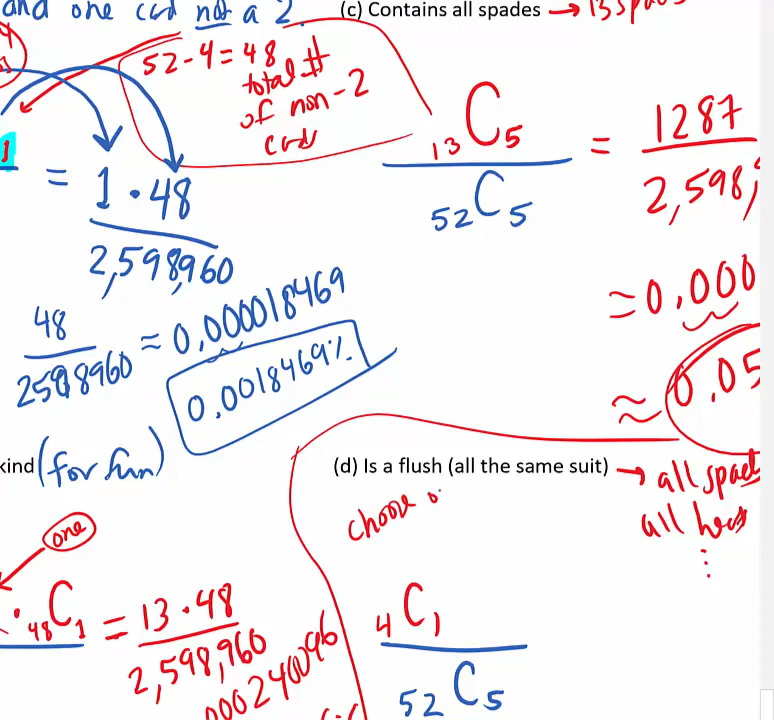 and one card not a 2
(c) Contains all spades →
52-4=48
total #
of non-2
cards
1
= 1 · 48
2,598,960
13C5
52C5
= 1287
2,598,
=0.000
≈ 0.05
48
2598960
≈ 0.000018469
0.0018469%
kind (for fun)
(d) Is a flush (all the same suit) → all spades
all hearts
⋮
choose o
one
· 48C1 = 13 · 48
2,598,960
000240096
4C1
52C5